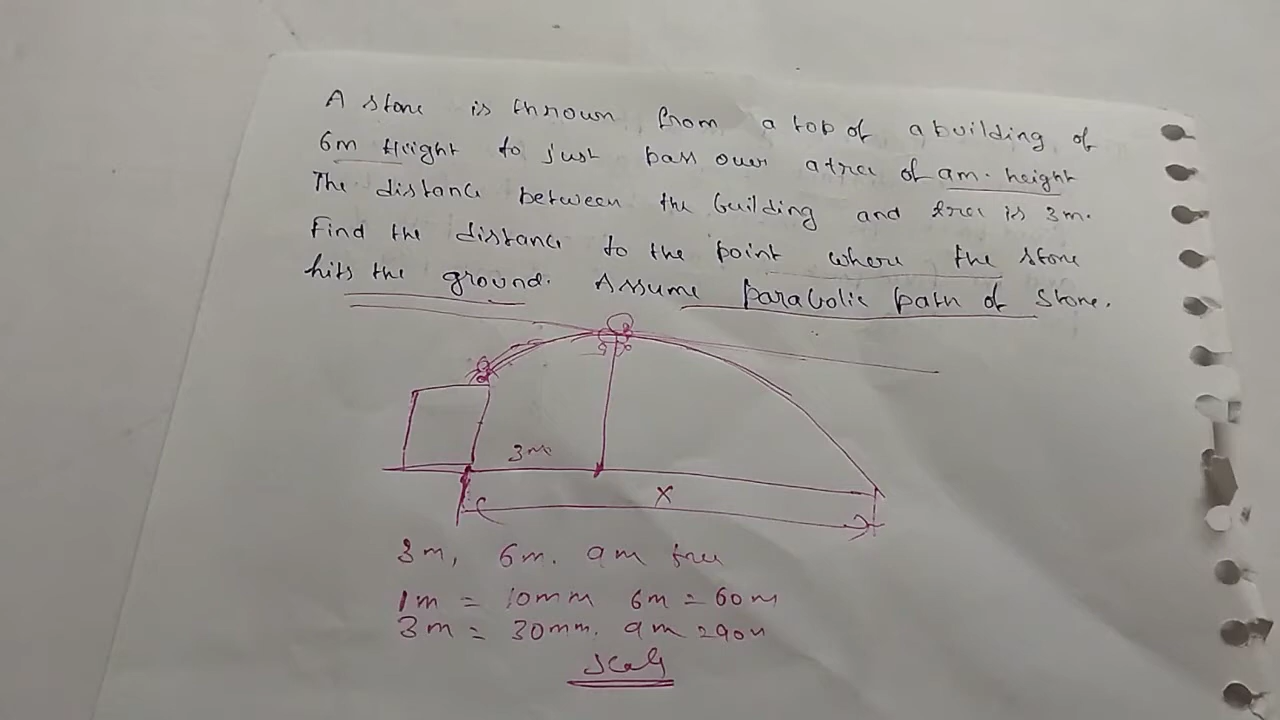 A stone is thrown from a top of a building of
6m Height to just pass over a tree of 9m. height
The distance between the building and tree is 3m.
Find the distance to the point where the stone
hits the ground. Assume parabolic path of stone.
3m
X
3m, 6m. 9m tree
1m = 10mm 6m = 60m
3m = 30mm. 9m = 90m
Scale